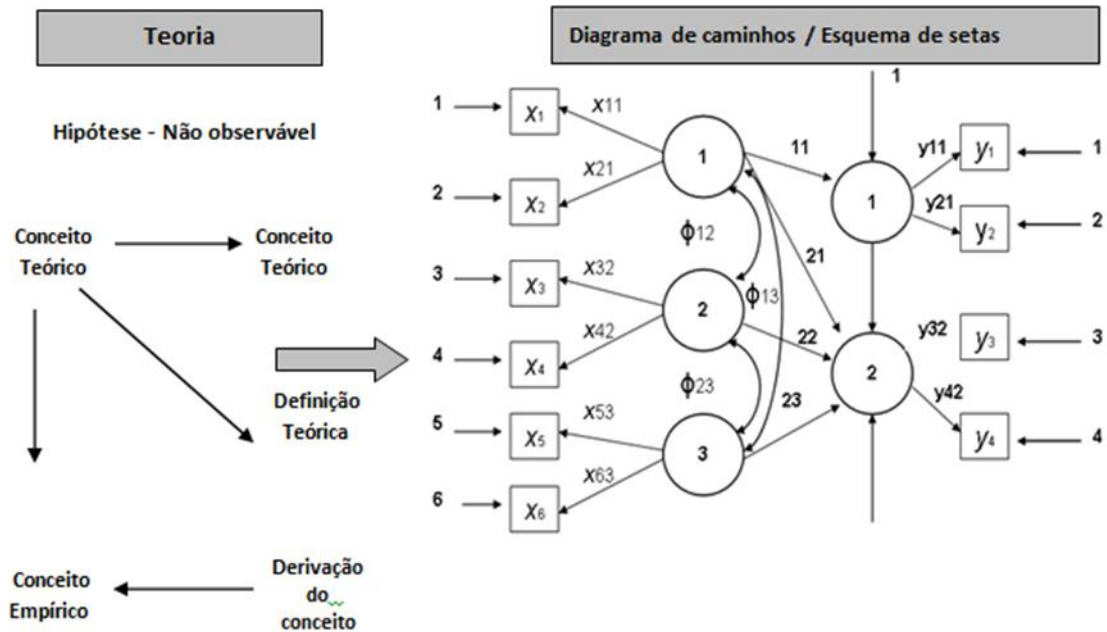 Teoria
Hipótese - Não observável
Conceito
Teórico
Conceito
Teórico
Definição
Teórica
Conceito
Empírico
Derivação
do
conceito
Diagrama de caminhos / Esquema de setas
1
1
x₁
x11
2
x₂
x21
3
x₃
x32
4
x₄
x42
5
x₅
x53
6
x₆
x63
1
2
3
ϕ12
ϕ13
ϕ23
11
21
22
23
1
2
y11
y₁
1
y21
y₂
2
y32
y₃
3
y42
y₄
4